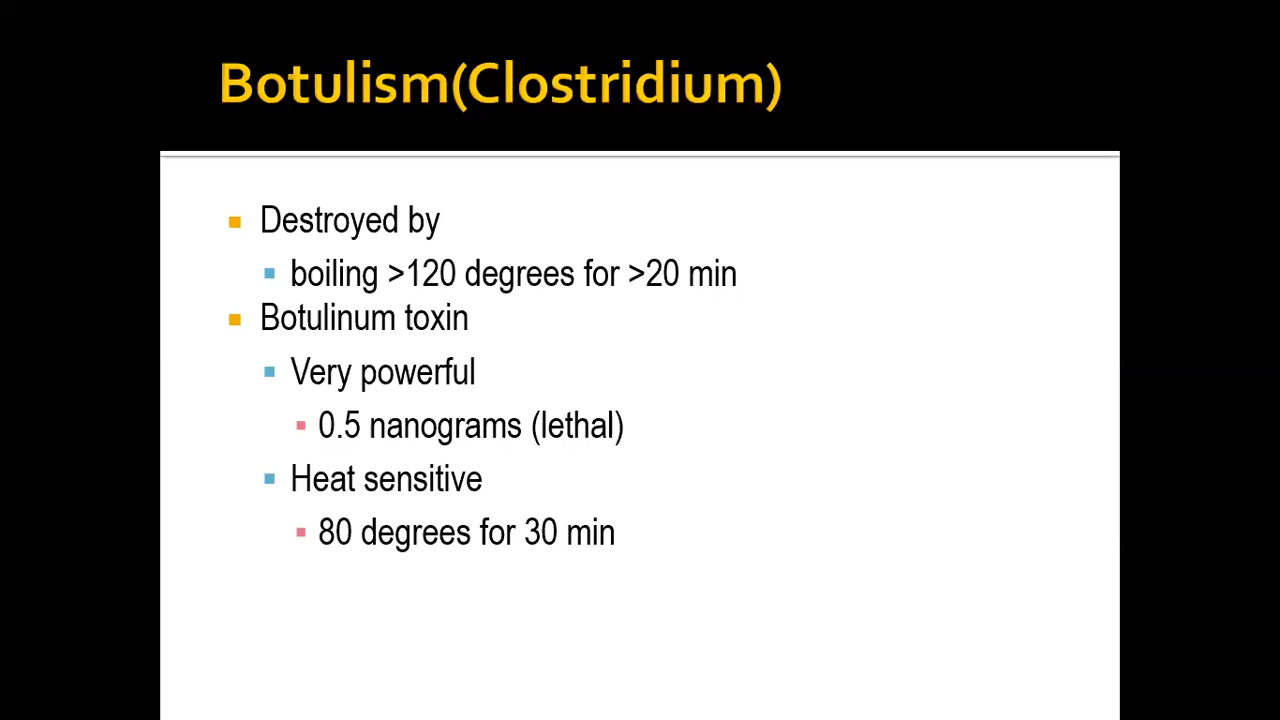 Botulism(Clostridium)
Destroyed by
boiling >120 degrees for >20 min
Botulinum toxin
Very powerful
0.5 nanograms (lethal)
Heat sensitive
80 degrees for 30 min